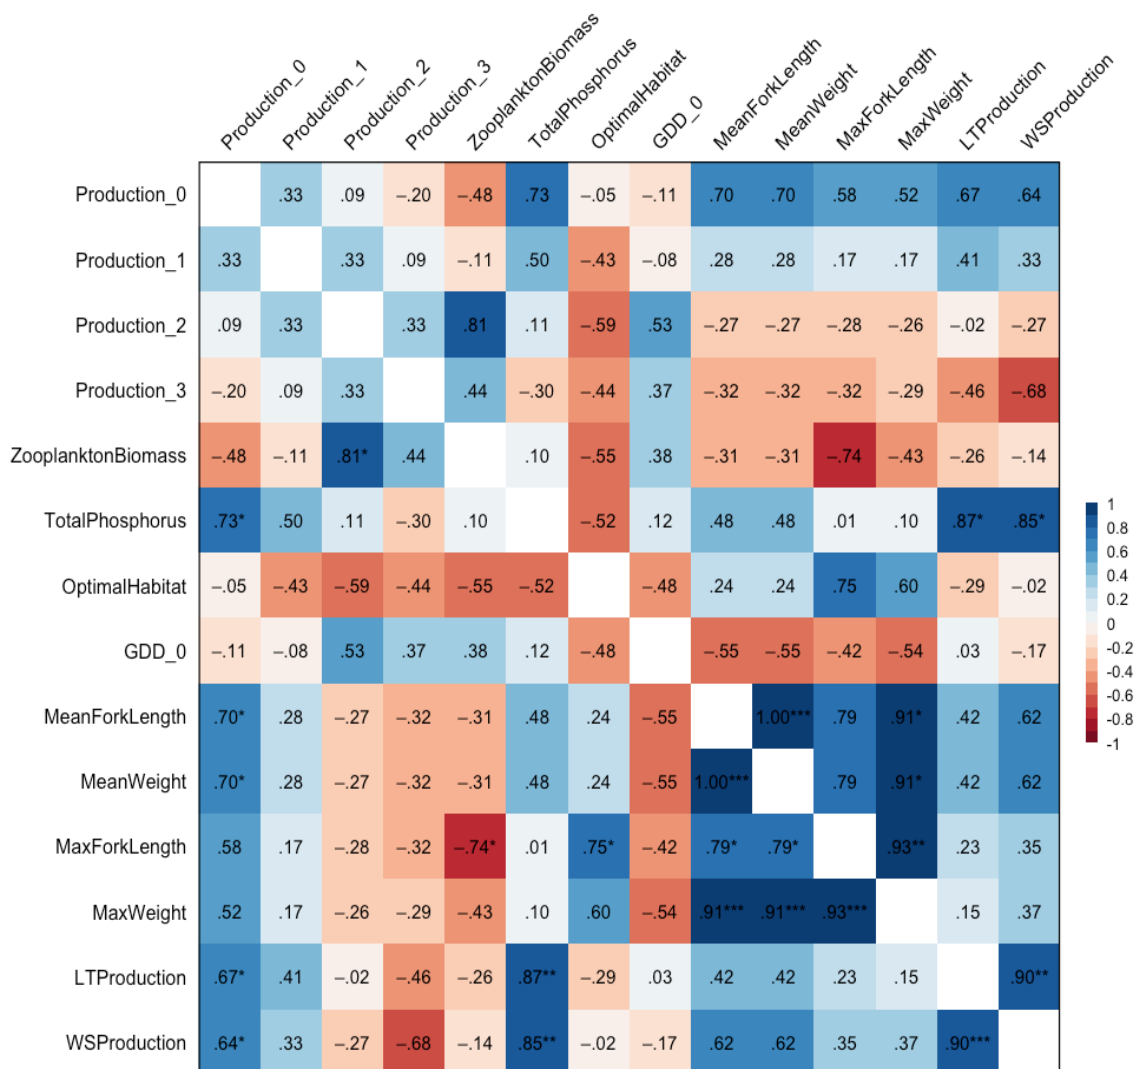 Production_0 Production_1 Production_2 Production_3 ZooplanktonBiomass TotalPhosphorus OptimalHabitat GDD_0 MeanForkLength MeanWeight MaxForkLength MaxWeight LTProduction WSProduction
Production_0 .33 .09 −.20 −.48 .73 −.05 −.11 .70 .70 .58 .52 .67 .64
Production_1 .33 .33 .09 −.11 .50 −.43 −.08 .28 .28 .17 .17 .41 .33
Production_2 .09 .33 .33 .81 .11 −.59 .53 −.27 −.27 −.28 −.26 −.02 −.27
Production_3 −.20 .09 .33 .44 −.30 −.44 .37 −.32 −.32 −.32 −.29 −.46 −.68
ZooplanktonBiomass −.48 −.11 .81* .44 .10 −.55 .38 −.31 −.31 −.74 −.43 −.26 −.14
TotalPhosphorus .73* .50 .11 −.30 .10 −.52 .12 .48 .48 .01 .10 .87* .85*
OptimalHabitat −.05 −.43 −.59 −.44 −.55 −.52 −.48 .24 .24 .75 .60 −.29 −.02
GDD_0 −.11 −.08 .53 .37 .38 .12 −.48 −.55 −.55 −.42 −.54 .03 −.17
MeanForkLength .70* .28 −.27 −.32 −.31 .48 .24 −.55 1.00*** .79 .91* .42 .62
MeanWeight .70* .28 −.27 −.32 −.31 .48 .24 −.55 1.00*** .79 .91* .42 .62
MaxForkLength .58 .17 −.28 −.32 −.74* .01 .75* −.42 .79* .79* .93** .23 .35
MaxWeight .52 .17 −.26 −.29 −.43 .10 .60 −.54 .91*** .91*** .93*** .15 .37
LTProduction .67* .41 −.02 −.46 −.26 .87** −.29 .03 .42 .42 .23 .15 .90**
WSProduction .64* .33 −.27 −.68 −.14 .85** −.02 −.17 .62 .62 .35 .37 .90***
1
0.8
0.6
0.4
0.2
0
-0.2
-0.4
-0.6
-0.8
-1